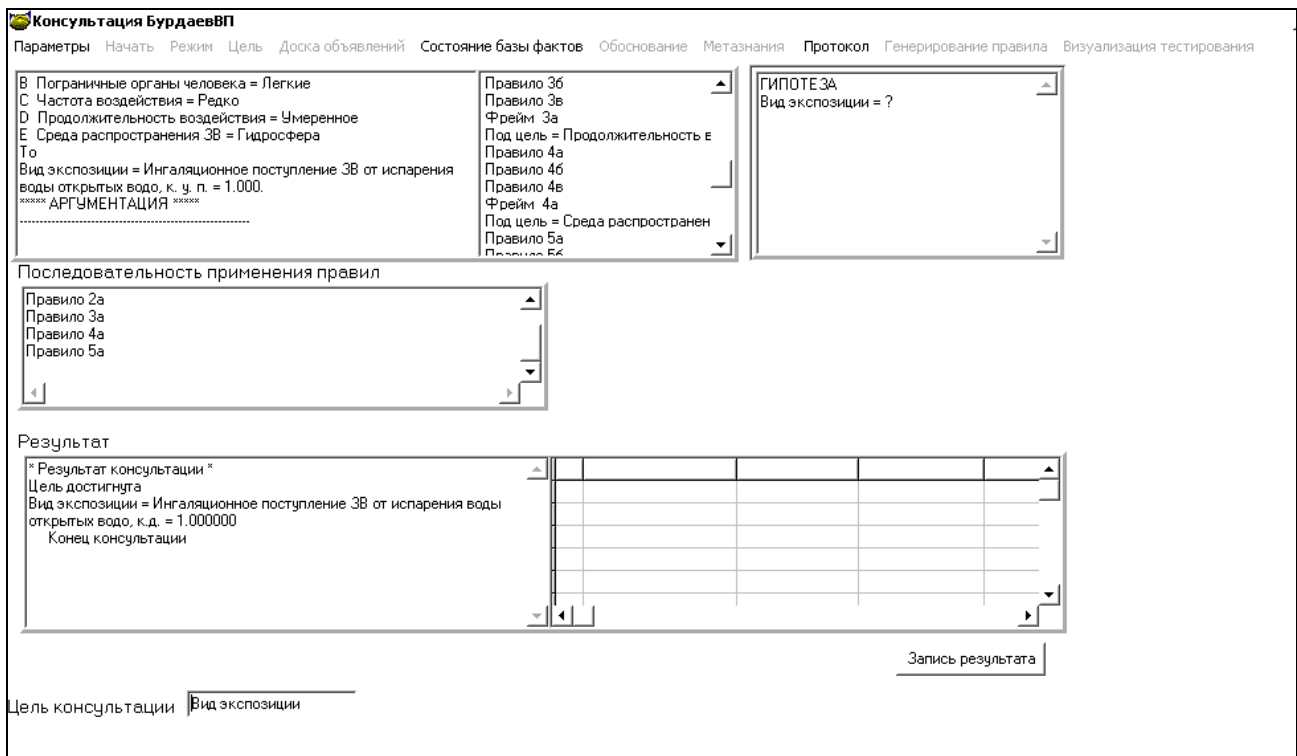 Консультация БурдаевВП
Параметры Начать Режим Цель Доска объявлений Состояние базы фактов Обоснование Метазнания Протокол Генерирование правила Визуализация тестирования
B Пограничные органы человека = Легкие
C Частота воздействия = Редко
D Продолжительность воздействия = Умеренное
E Среда распространения ЗВ = Гидросфера
То
Вид экспозиции = Ингаляционное поступление ЗВ от испарения
воды открытых водо, к. у. п. = 1.000.
***** АРГУМЕНТАЦИЯ *****
----------------------------------------------------------
Правило 3б
Правило 3в
Фрейм 3а
Под цель = Продолжительность в
Правило 4а
Правило 4б
Правило 4в
Фрейм 4а
Под цель = Среда распространен
Правило 5а
Правило 5б
ГИПОТЕЗА
Вид экспозиции = ?
Последовательность применения правил
Правило 2а
Правило 3а
Правило 4а
Правило 5а
Результат
* Результат консультации *
Цель достигнута
Вид экспозиции = Ингаляционное поступление ЗВ от испарения воды
открытых водо, к.д. = 1.000000
Конец консультации
Запись результата
Цель консультации Вид экспозиции